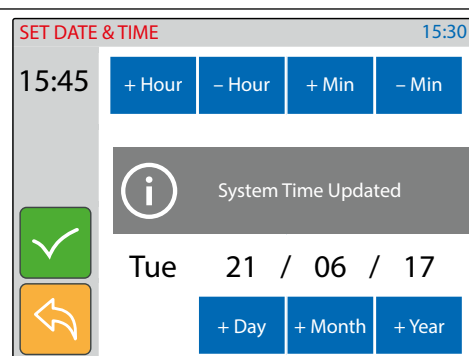 SET DATE & TIME 15:30
15:45 + Hour – Hour + Min – Min
System Time Updated
Tue 21 / 06 / 17
+ Day + Month + Year